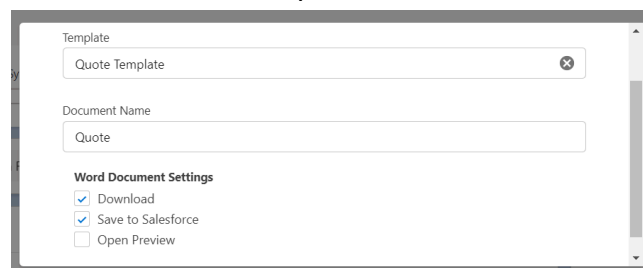 Template
Quote Template
Document Name
Quote
Word Document Settings
Download
Save to Salesforce
Open Preview